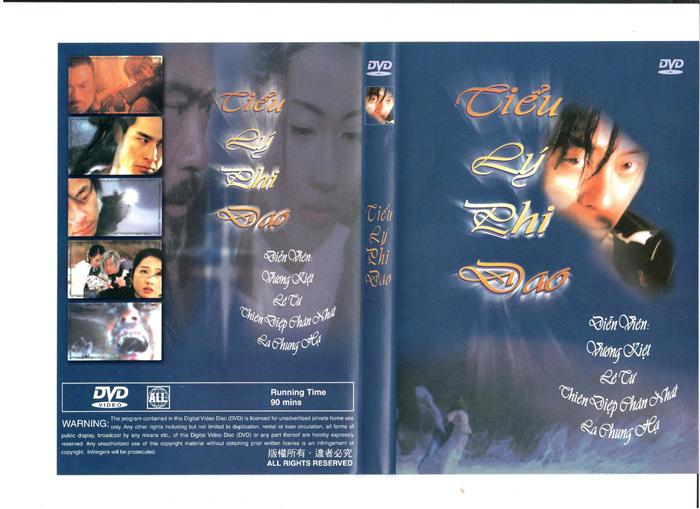 Tiểu
Lý
Phi
Đao
Diễn Viên:
Vương Kiệt
Lê Tư
Thiên Diệp Chân Nhất
La Chung Hạ
DVD
VIDEO
ALL
Running Time
90 mins
WARNING: The program contained in this Digital Video Disc (DVD) is licensed for unadvertised private home use
only. Any other rights including but not limited to duplication, rental or loan circulation, all forms of
public display, broadcast by any means etc., of this Digital Video Disc (DVD) or any part thereof are hereby expressly
reserved. Any unauthorized use of this copyright material without obtaining prior written license is an infringement of
copyright. Infringers will be prosecuted.
版權所有·違者必究
ALL RIGHTS RESERVED
DVD
Tiểu
Lý
Phi
Đao
DVD
Tiểu
Lý
Phi
Đao
Diễn Viên:
Vương Kiệt
Lê Tư
Thiên Diệp Chân Nhất
La Chung Hạ